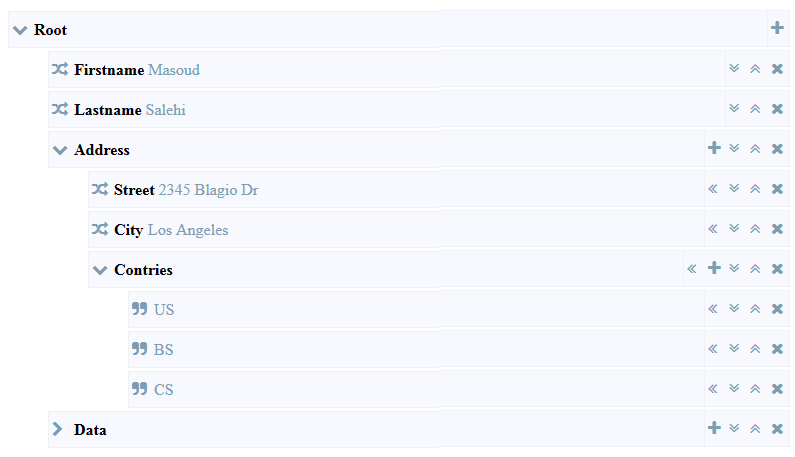 Root
Firstname Masoud
Lastname Salehi
Address
Street 2345 Blagio Dr
City Los Angeles
Contries
US
BS
CS
Data